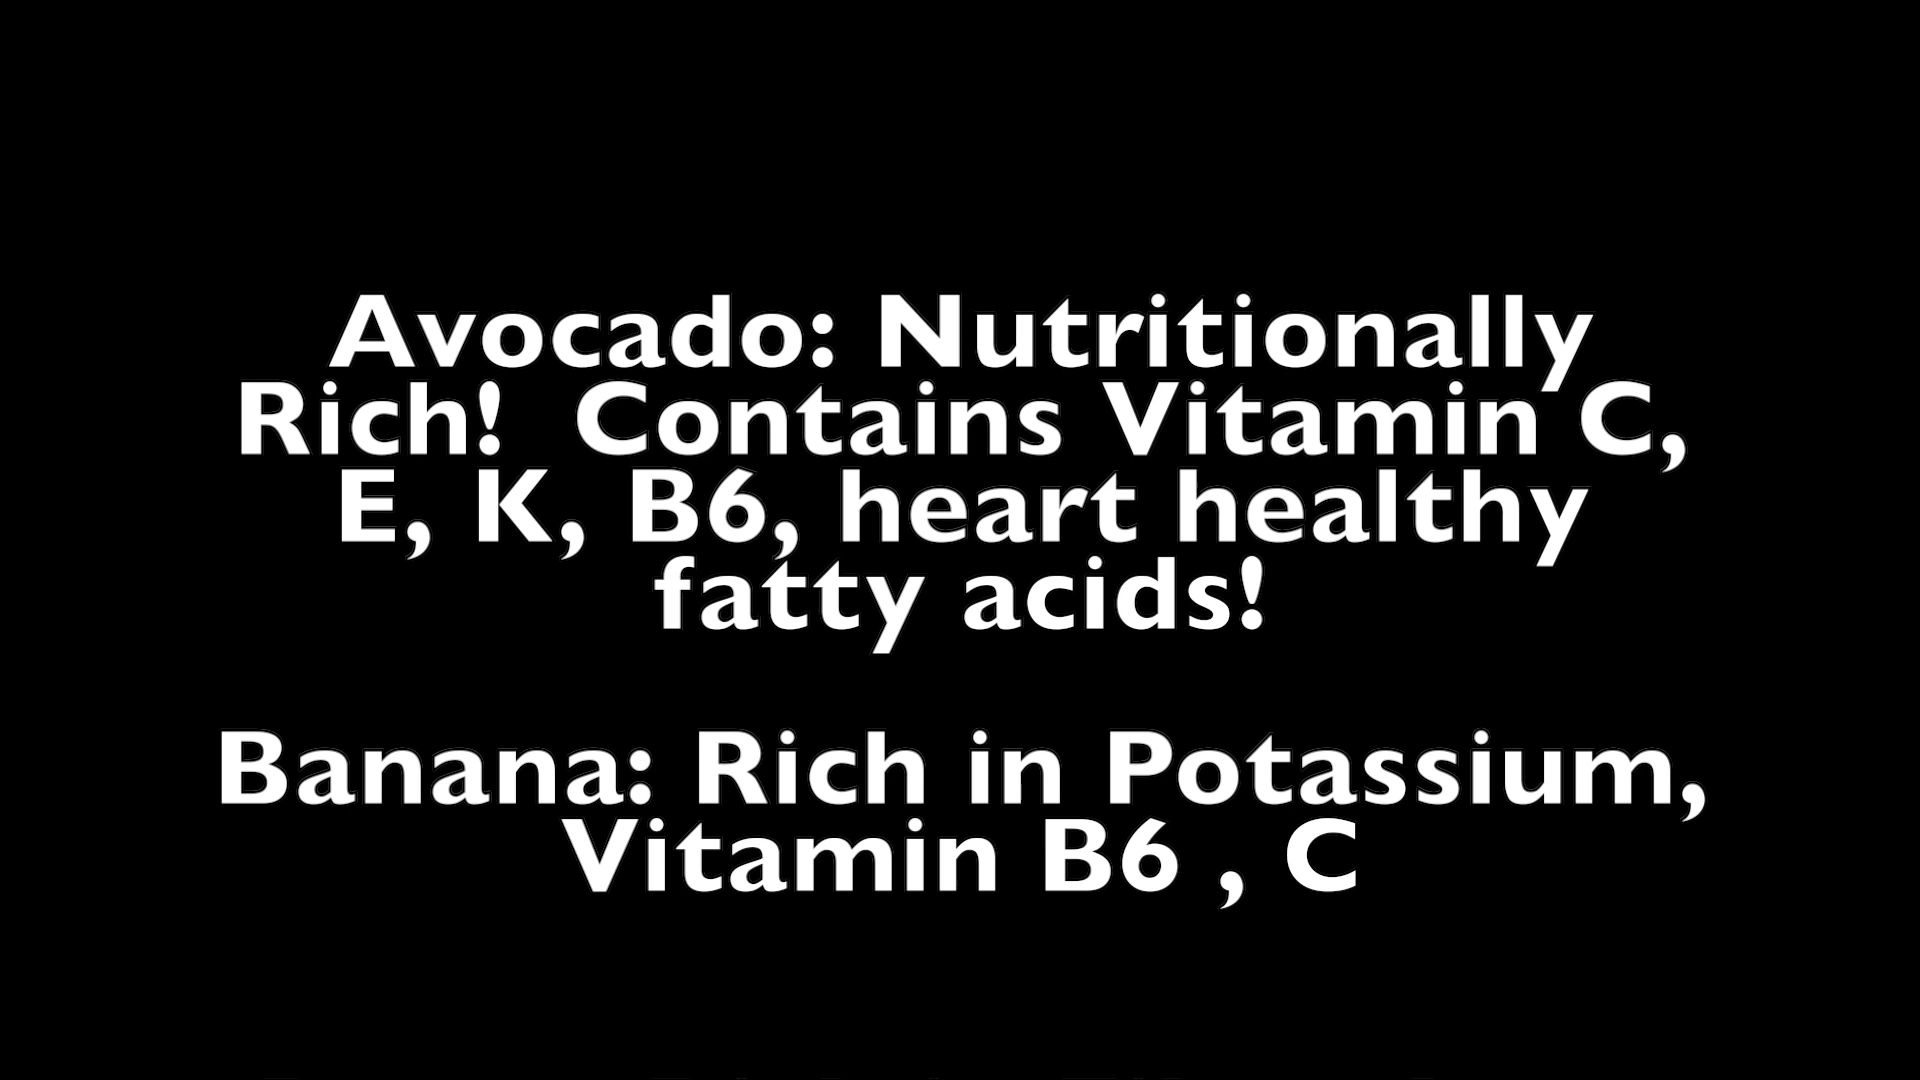 Avocado: Nutritionally
Rich!  Contains Vitamin C,
E, K, B6, heart healthy
fatty acids!
Banana: Rich in Potassium,
Vitamin B6 , C